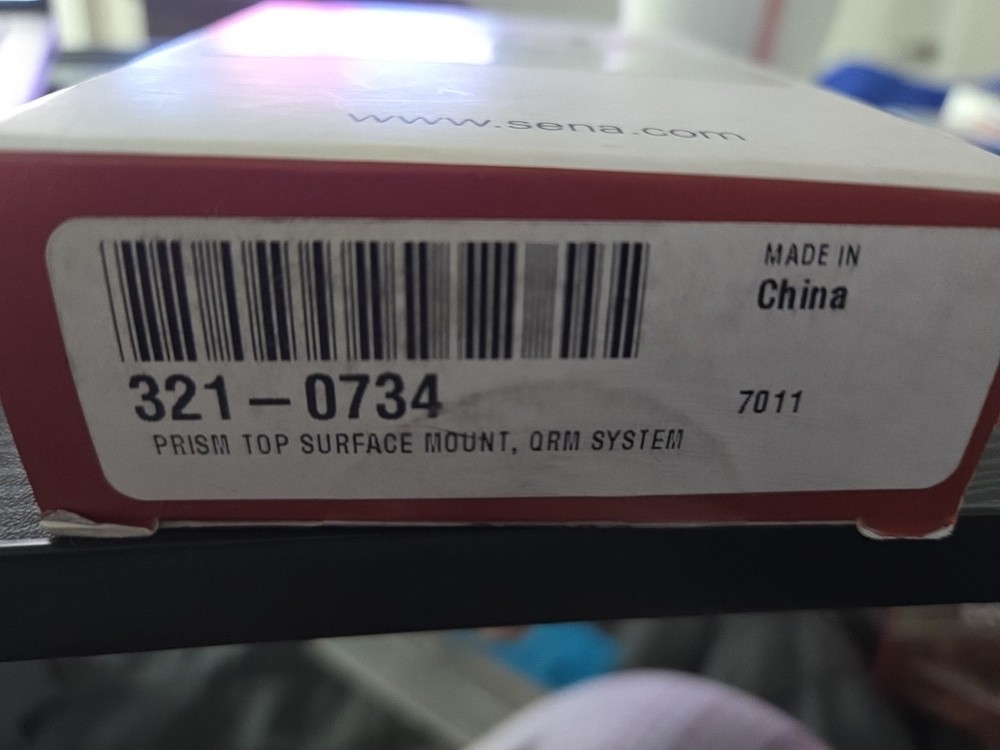 www.sena.com
MADE IN
China
321-0734
7011
PRISM TOP SURFACE MOUNT, QRM SYSTEM